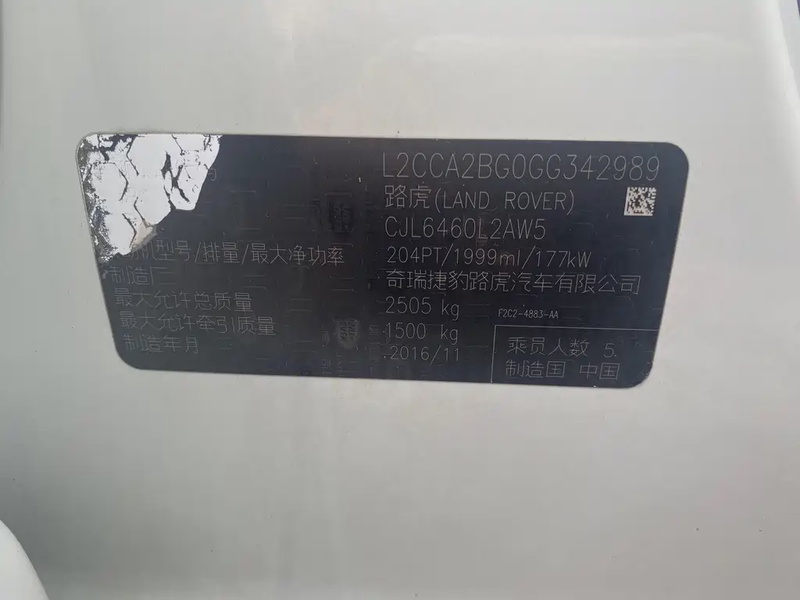 L2CCA2BG0GG342989
路虎(LAND ROVER)
CJL6460L2AW5
机型号/排量/最大净功率 204PT/1999ml/177kW
制造厂 奇瑞捷豹路虎汽车有限公司
最大允许总质量 2505 kg
最大允许牵引质量 1500 kg
制造年月 2016/11
F2C2-4883-AA
乘员人数 5
制造国 中国